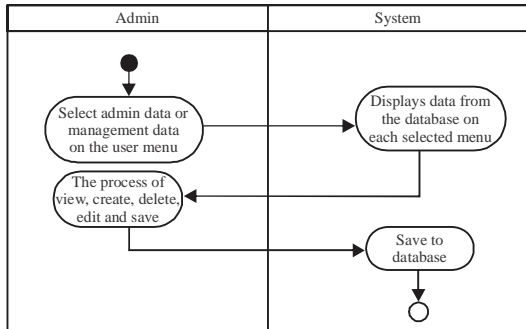 Admin
System
Select admin data or
management data
on the user menu
Displays data from
the database on
each selected menu
The process of
view, create, delete,
edit and save
Save to
database